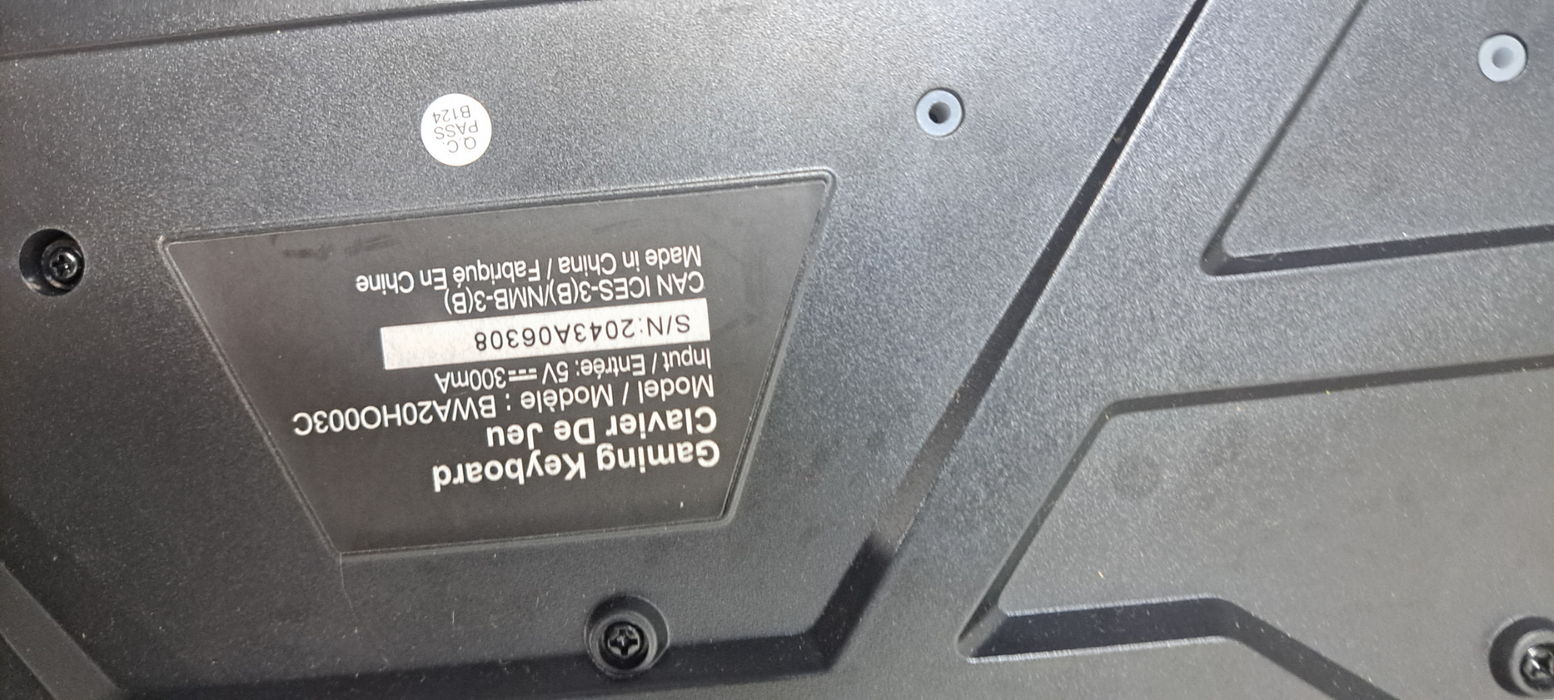 Gaming Keyboard
Clavier De Jeu
Model / Modèle : BWA20HO003C
Input / Entrée: 5V ⎓ 300mA
S/N:2043A06308
CAN ICES-3(B)/NMB-3(B)
Made in China / Fabriqué En Chine
Q.C.
PASS
B124